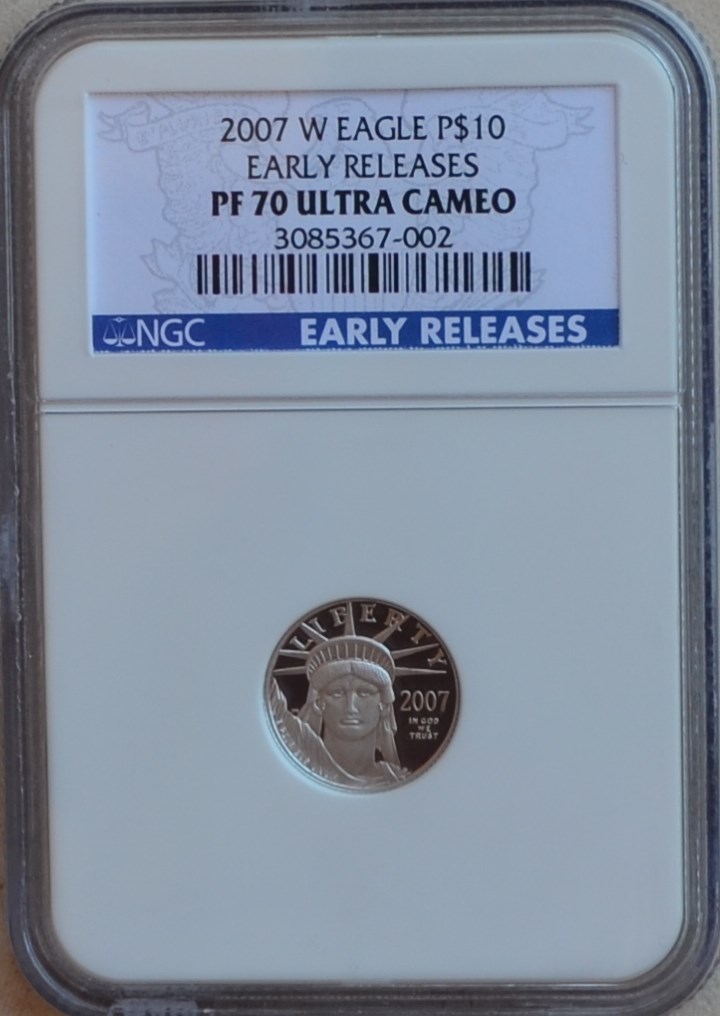 2007 W EAGLE P$10
EARLY RELEASES
PF 70 ULTRA CAMEO
3085367-002
NGC EARLY RELEASES
LIBERTY
2007
IN GOD
WE
TRUST